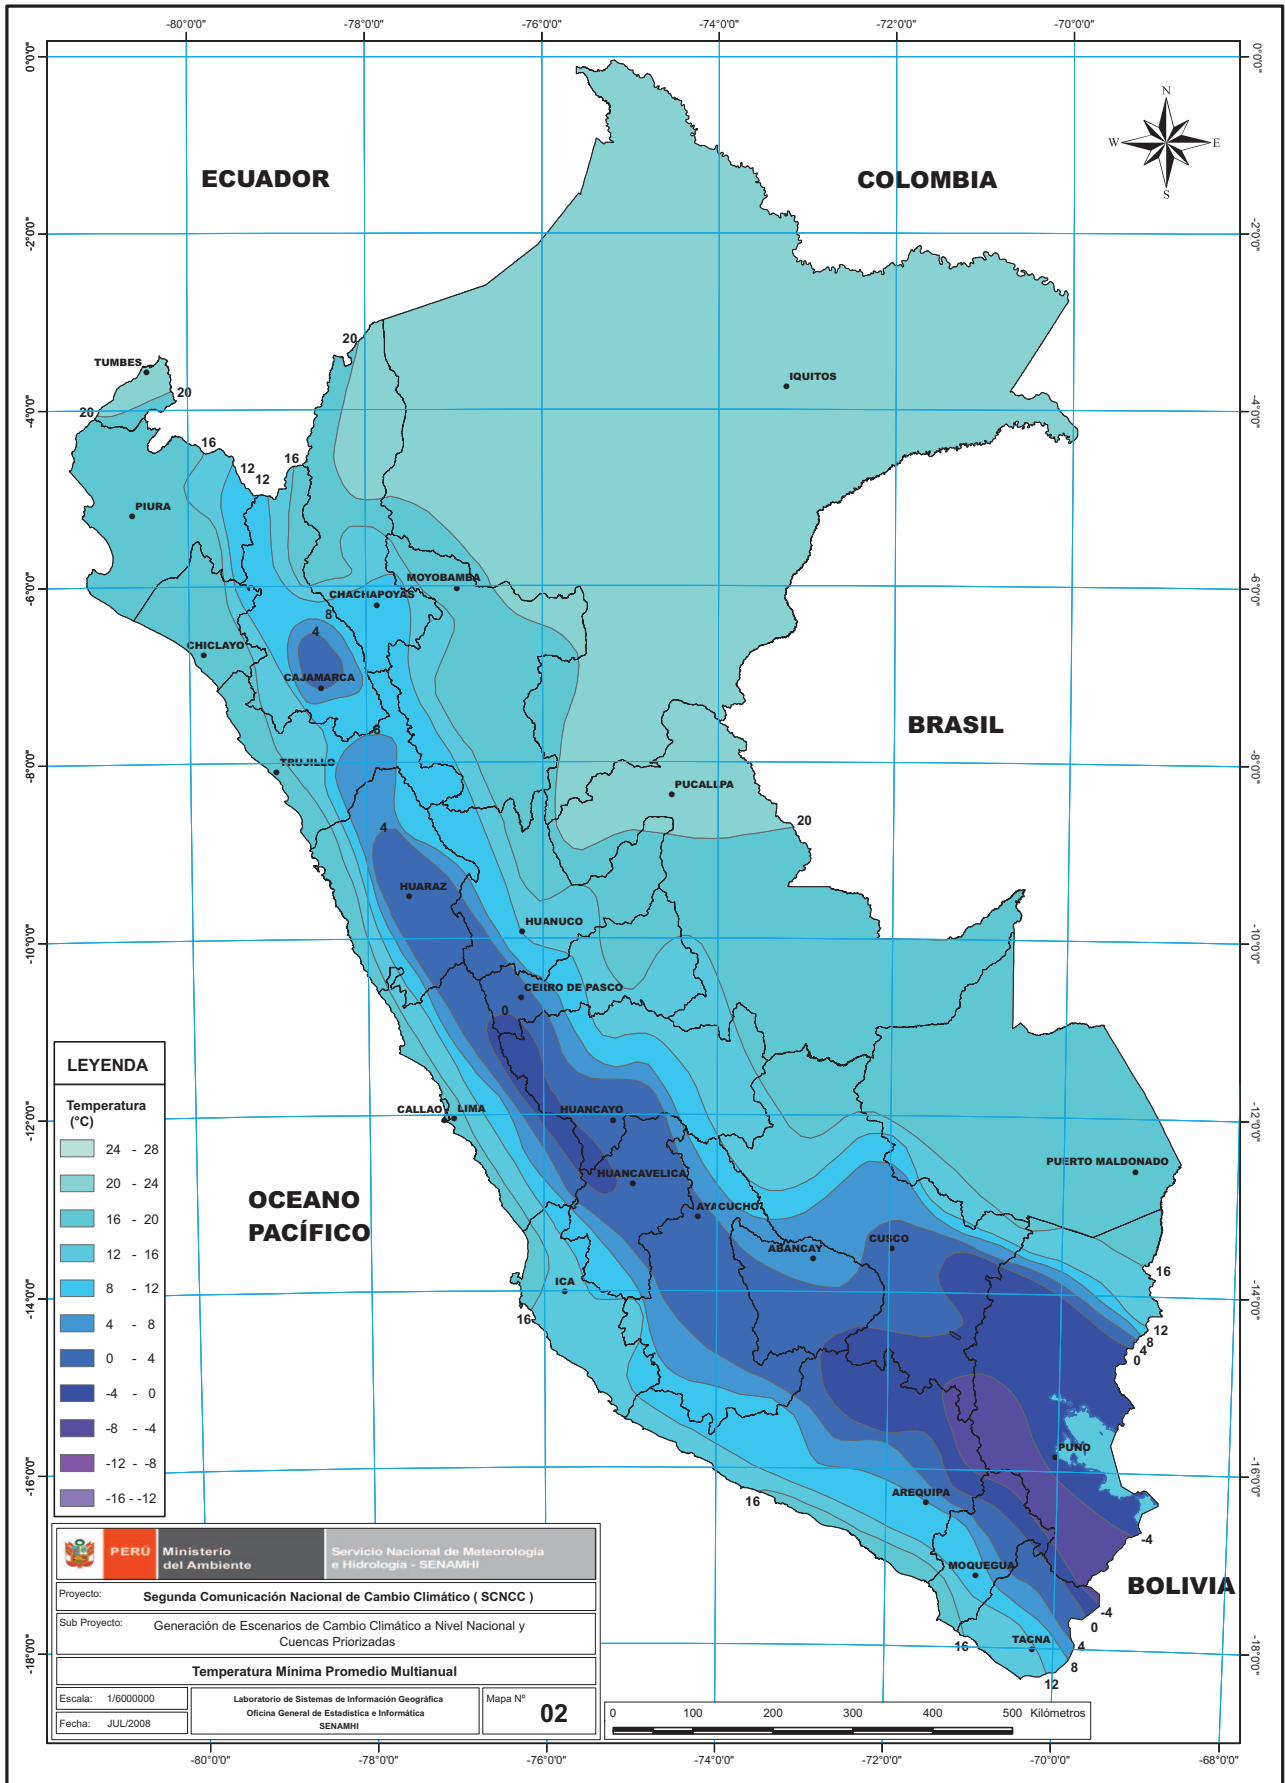 -80°0'0" -78°0'0" -76°0'0" -74°0'0" -72°0'0" -70°0'0"
0°0'0" 0°0'0"
N
W E
S
ECUADOR
COLOMBIA
-2°0'0" -2°0'0"
20
TUMBES
IQUITOS
20
20
-4°0'0" -4°0'0"
16
12
12
16
PIURA
MOYOBAMBA
-6°0'0" -6°0'0"
CHACHAPOYAS
8
4
CHICLAYO
CAJAMARCA
BRASIL
8
TRUJILLO
-8°0'0" -8°0'0"
PUCALLPA
20
4
HUARAZ
HUANUCO
-10°0'0" -10°0'0"
CERRO DE PASCO
0
LEYENDA
Temperatura
(°C)
24 - 28
20 - 24
16 - 20
12 - 16
8 - 12
4 - 8
0 - 4
-4 - 0
-8 - -4
-12 - -8
-16 - -12
CALLAO LIMA
HUANCAYO
-12°0'0" -12°0'0"
PUERTO MALDONADO
HUANCAVELICA
OCEANO
PACÍFICO
AYACUCHO
CUSCO
ABANCAY
16
ICA
-14°0'0" -14°0'0"
16
12
8
4
0
PUNO
-16°0'0" -16°0'0"
AREQUIPA
16
-4
MOQUEGUA
BOLIVIA
-4
0
TACNA
16
4
8
12
-18°0'0" -18°0'0"
PERÚ
Ministerio
del Ambiente
Servicio Nacional de Meteorología
e Hidrología - SENAMHI
Proyecto: Segunda Comunicación Nacional de Cambio Climático ( SCNCC )
Sub Proyecto: Generación de Escenarios de Cambio Climático a Nivel Nacional y
Cuencas Priorizadas
Temperatura Mínima Promedio Multianual
Escala: 1/6000000
Fecha: JUL/2008
Laboratorio de Sistemas de Información Geográfica
Oficina General de Estadistica e Informática
SENAMHI
Mapa Nº
02
0 100 200 300 400 500 Kilómetros
-80°0'0" -78°0'0" -76°0'0" -74°0'0" -72°0'0" -70°0'0" -68°0'0"